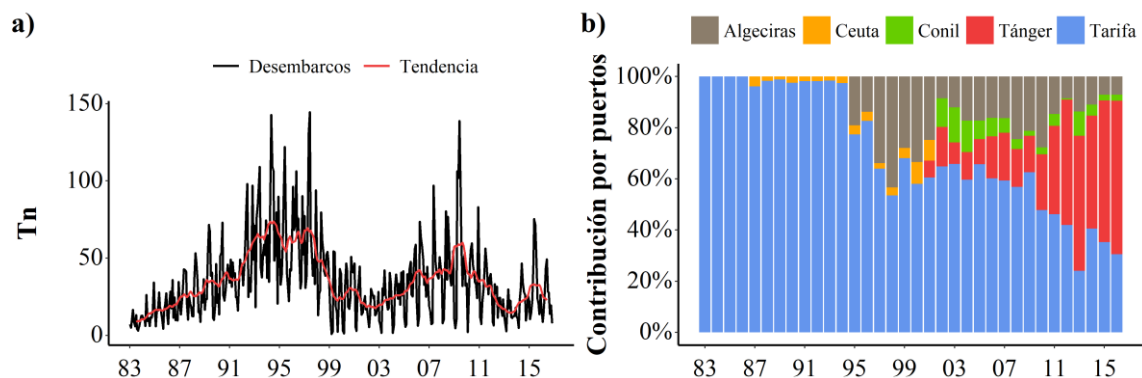 a)
Desembarcos Tendencia
Tn
150
100
50
0
83 87 91 95 99 03 07 11 15
b)
Algeciras Ceuta Conil Tánger Tarifa
Contribución por puertos
100%
80%
60%
40%
20%
0%
83 87 91 95 99 03 07 11 15